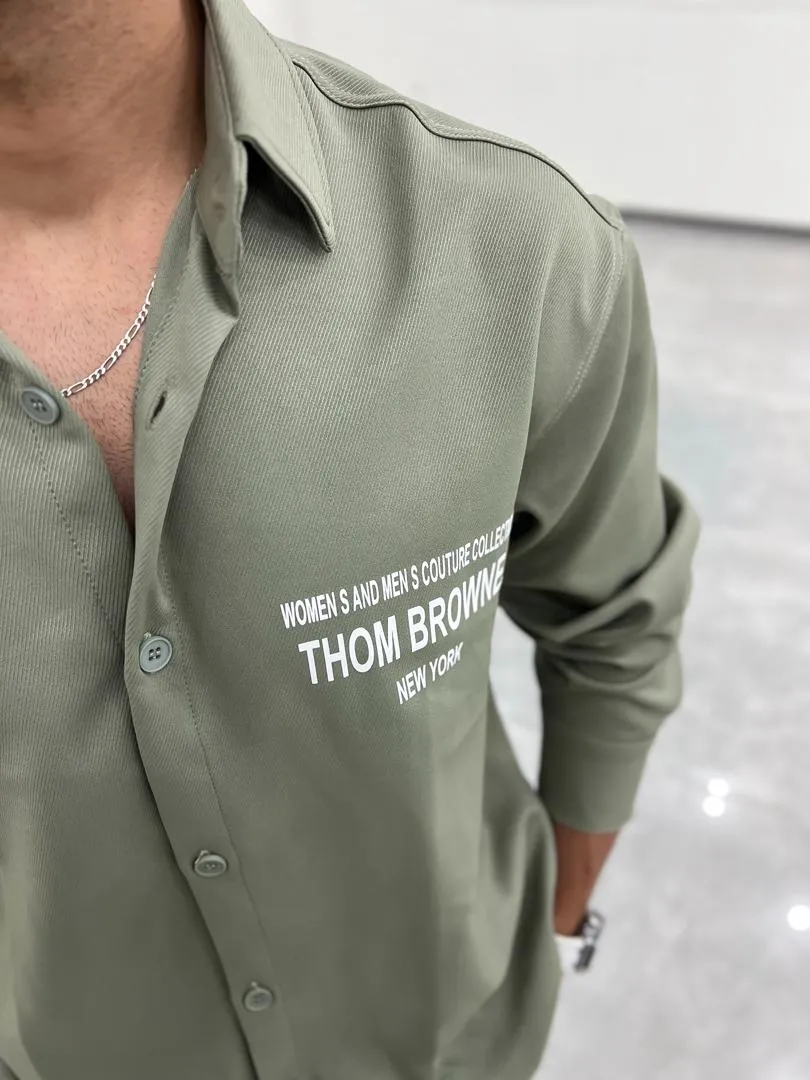 WOMEN S AND MEN S COUTURE
THOM BROWNE
NEW YORK